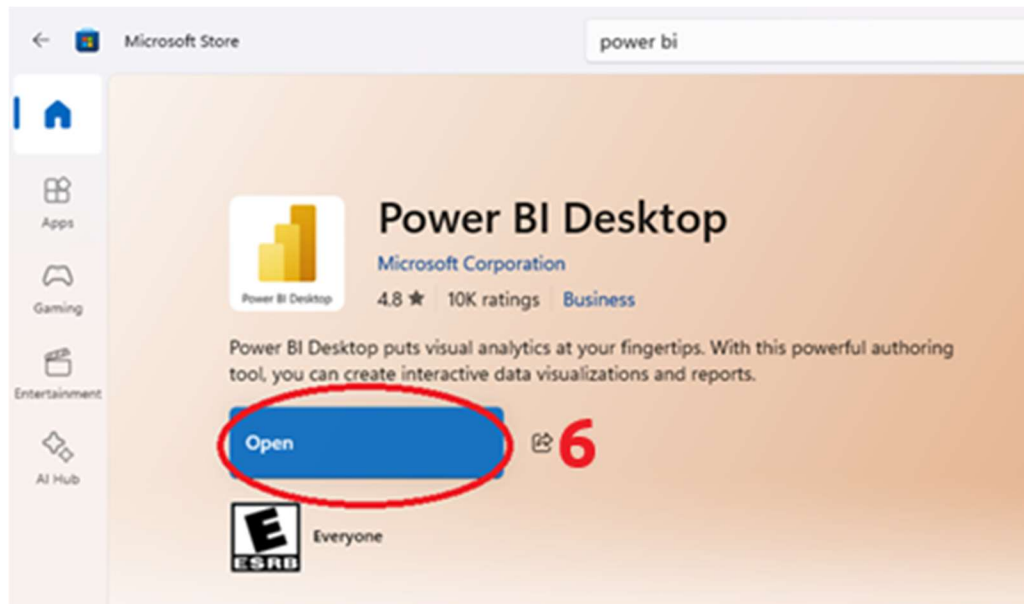 Microsoft Store
power bi
Power BI Desktop
Power BI Desktop
Microsoft Corporation
4.8 ★ 10K ratings Business
Power BI Desktop puts visual analytics at your fingertips. With this powerful authoring
tool, you can create interactive data visualizations and reports.
Open
6
E
ESRB
Everyone
Apps
Gaming
Entertainment
AI Hub